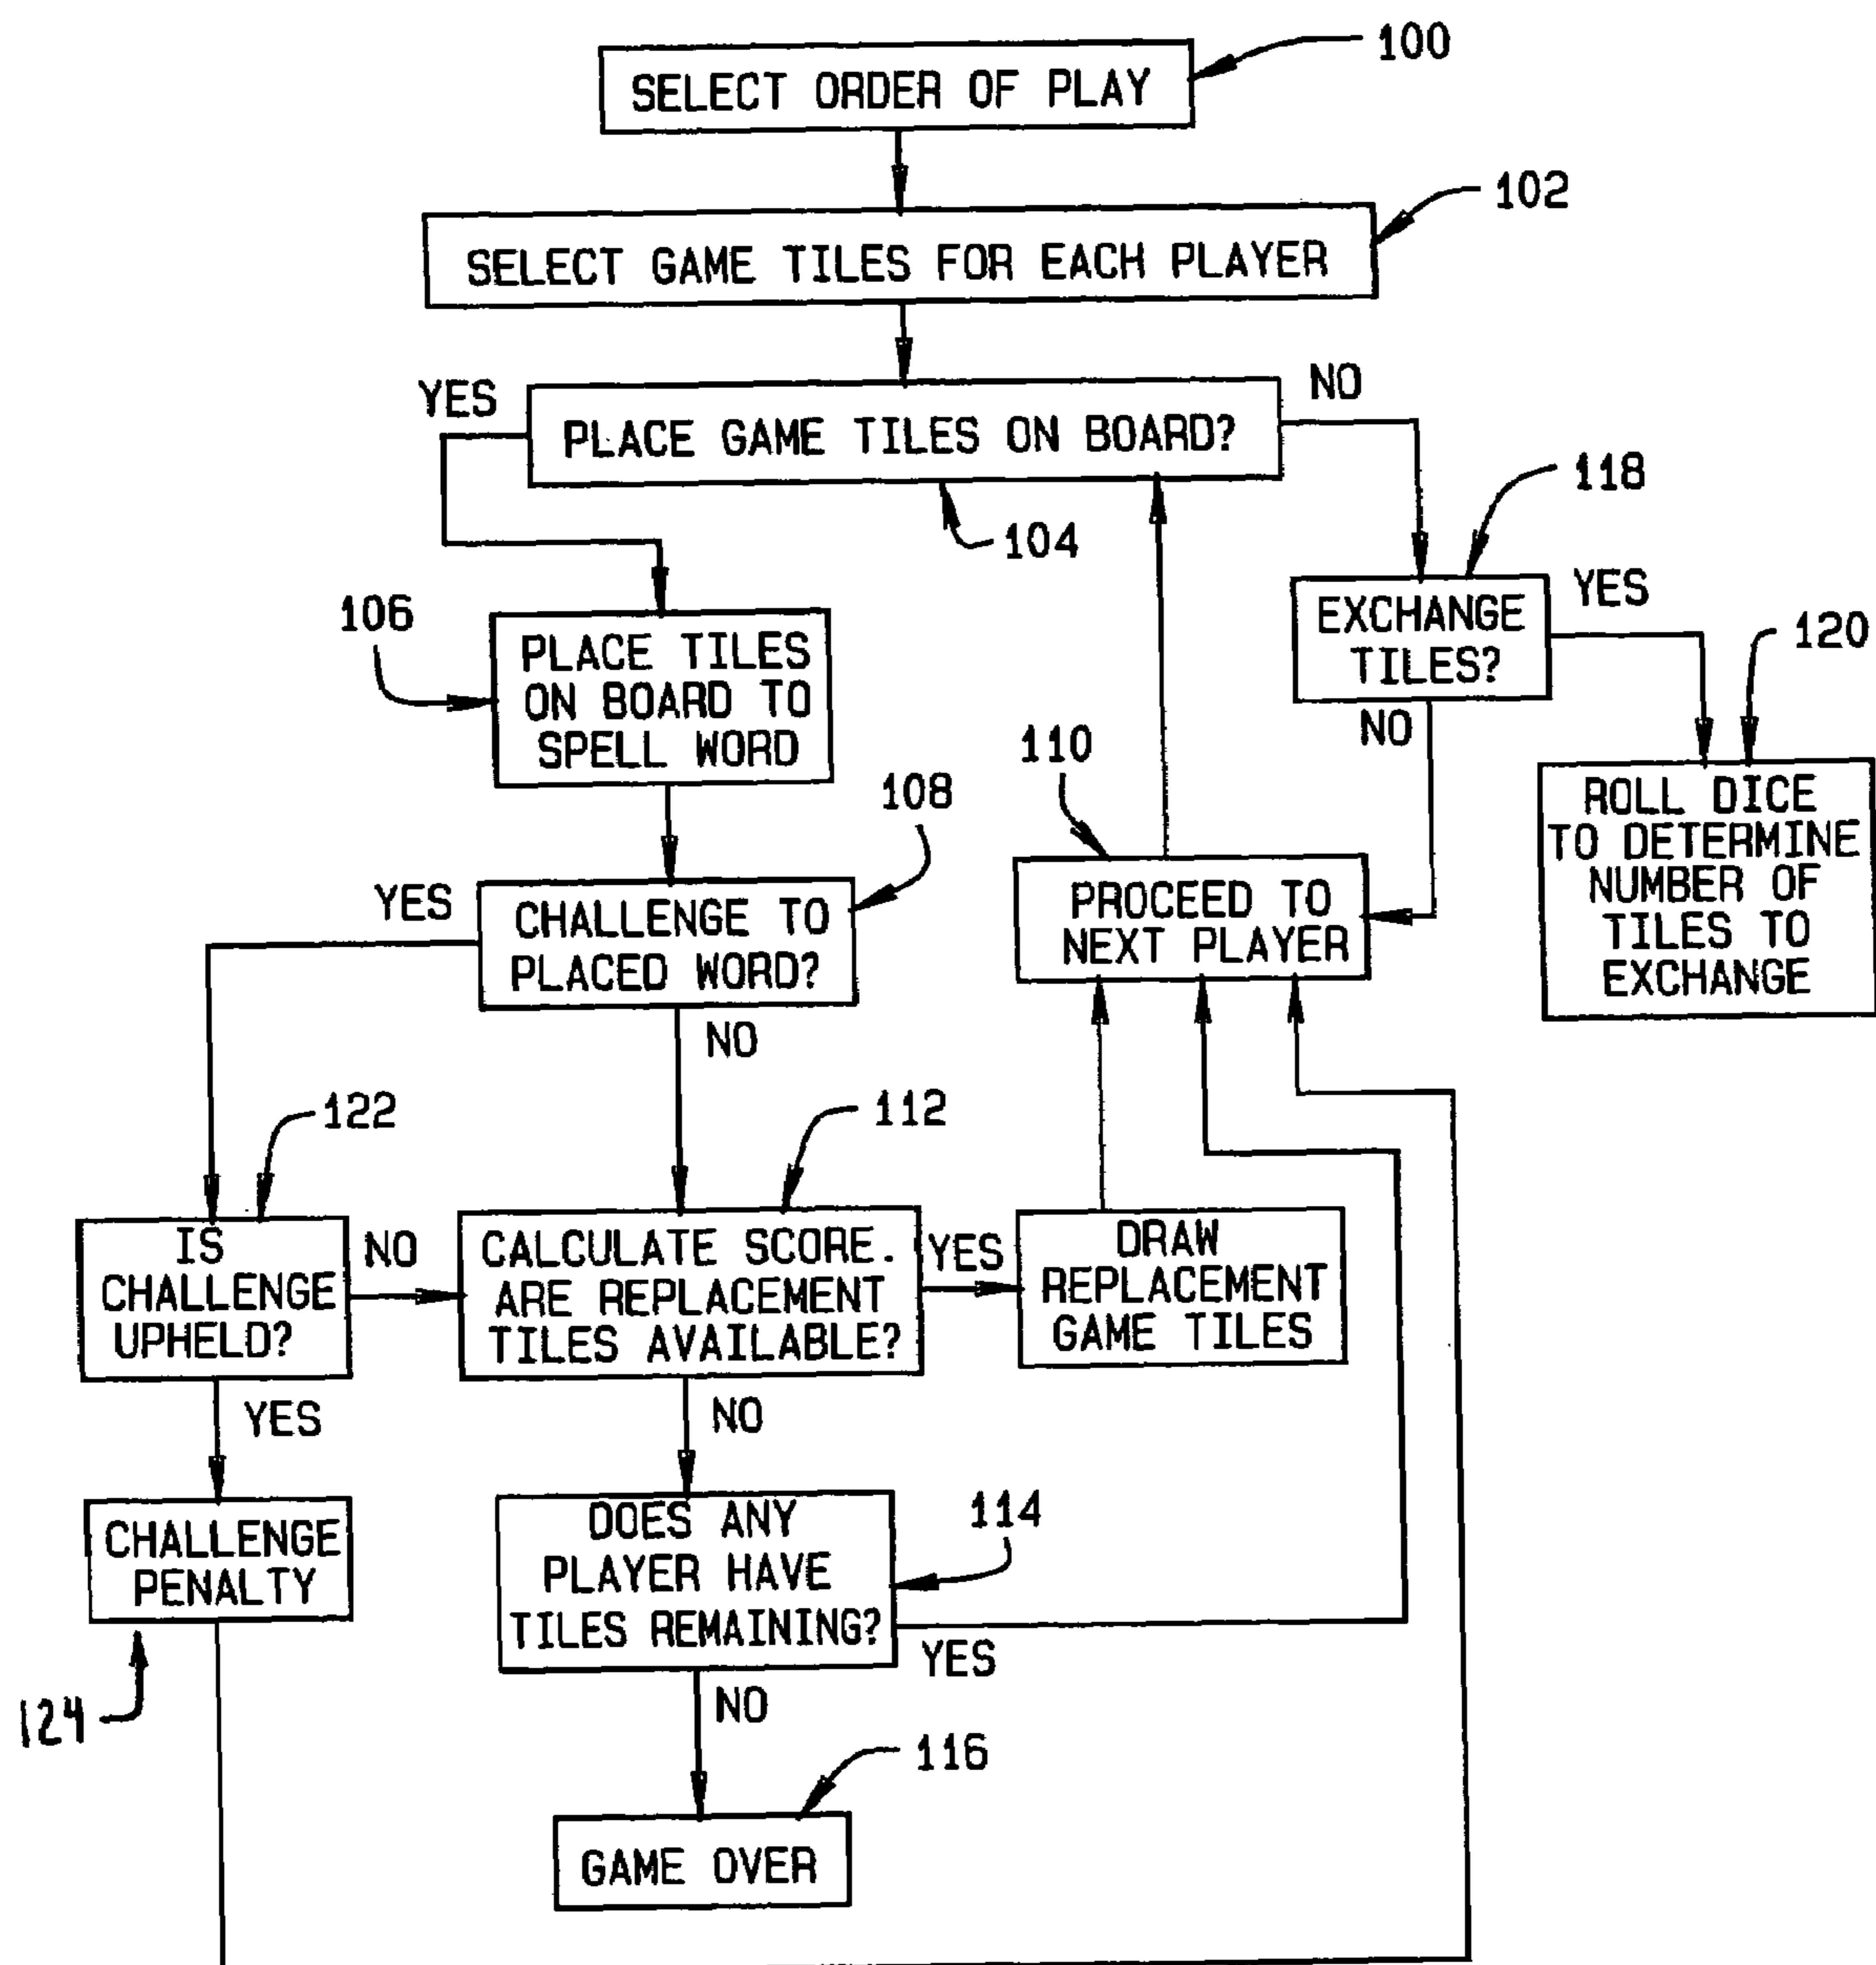 100
SELECT ORDER OF PLAY
102
SELECT GAME TILES FOR EACH PLAYER
YES
NO
PLACE GAME TILES ON BOARD?
104
118
106
PLACE TILES
ON BOARD TO
SPELL WORD
EXCHANGE
TILES?
YES
120
NO
110
108
ROLL DICE
TO DETERMINE
NUMBER OF
TILES TO
EXCHANGE
YES
CHALLENGE TO
PLACED WORD?
PROCEED TO
NEXT PLAYER
NO
122
112
IS
CHALLENGE
UPHELD?
NO
CALCULATE SCORE.
ARE REPLACEMENT
TILES AVAILABLE?
YES
DRAW
REPLACEMENT
GAME TILES
YES
NO
CHALLENGE
PENALTY
DOES ANY
PLAYER HAVE
TILES REMAINING?
114
YES
124
NO
116
GAME OVER